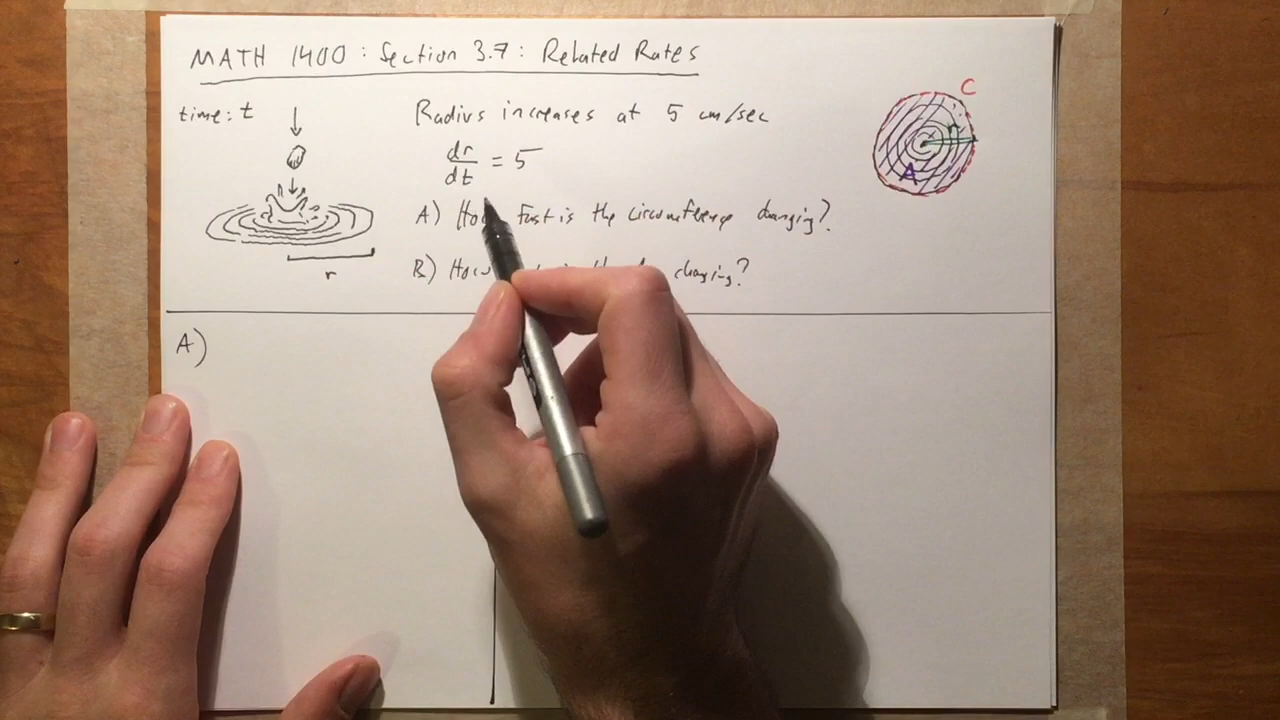 MATH 1400 : Section 3.7 : Related Rates
time: t
Radius increases at 5 cm/sec
dr/dt = 5
r
A) How fast is the circumference changing?
B) How changing?
C
r
A
A)